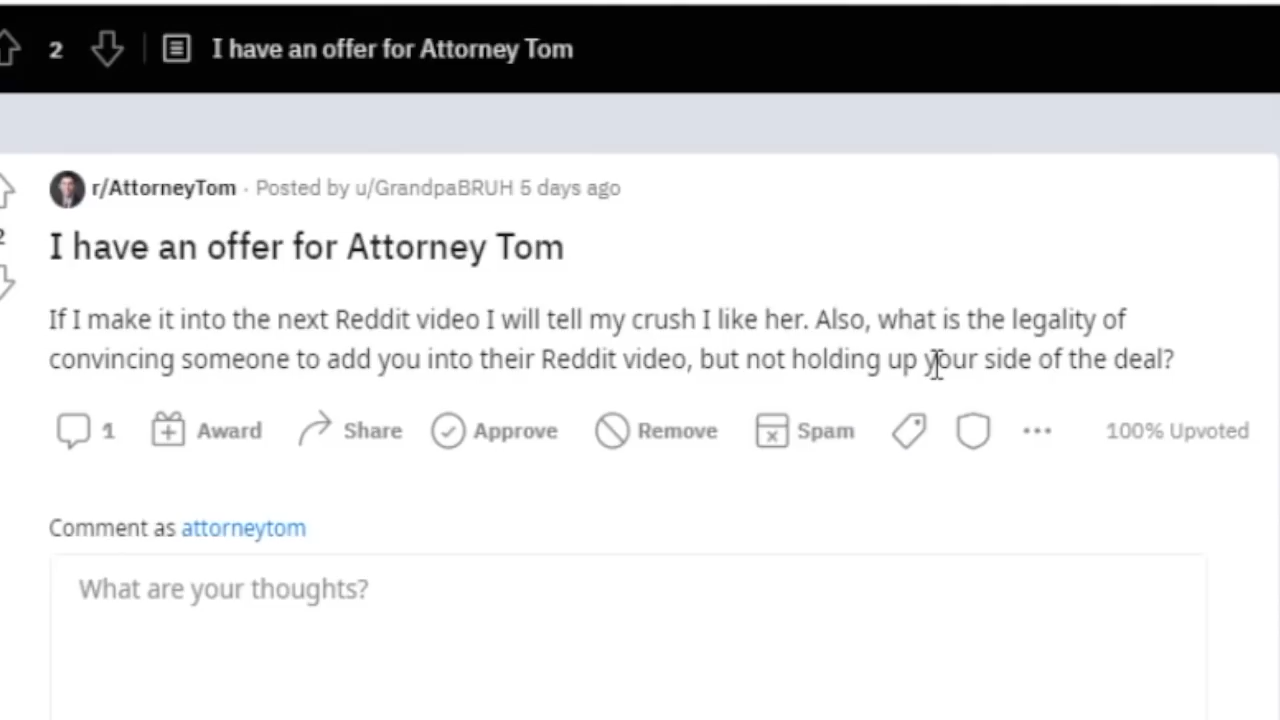 2 I have an offer for Attorney Tom
r/AttorneyTom · Posted by u/GrandpaBRUH 5 days ago
2
I have an offer for Attorney Tom
If I make it into the next Reddit video I will tell my crush I like her. Also, what is the legality of
convincing someone to add you into their Reddit video, but not holding up your side of the deal?
1 Award Share Approve Remove Spam ··· 100% Upvoted
Comment as attorneytom
What are your thoughts?